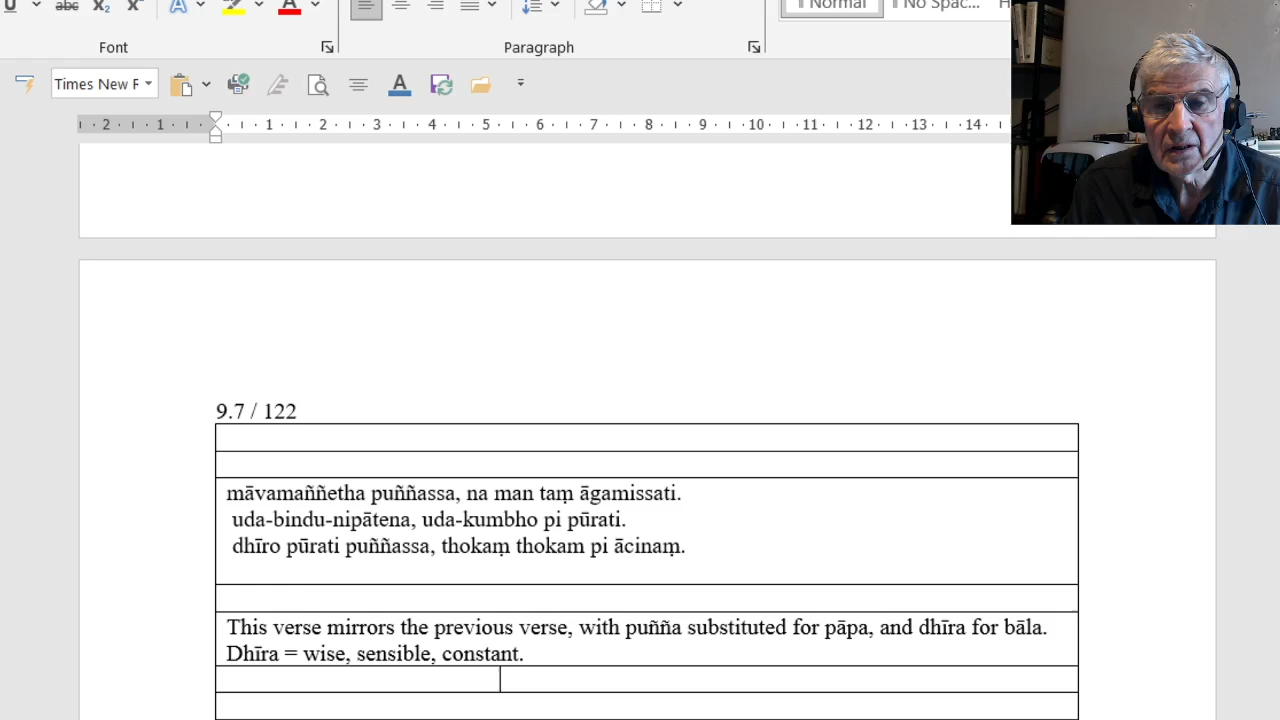 U abc X₂ X² A A
Normal ¶ No Spac... H
Font Paragraph
Times New R A
2 1 1 2 3 4 5 6 7 8 9 10 11 12 13 14
9.7 / 122
māvamaññetha puññassa, na man taṃ āgamissati.
uda-bindu-nipātena, uda-kumbho pi pūrati.
dhīro pūrati puññassa, thokaṃ thokam pi ācinaṃ.
This verse mirrors the previous verse, with puñña substituted for pāpa, and dhīra for bāla.
Dhīra = wise, sensible, constant.